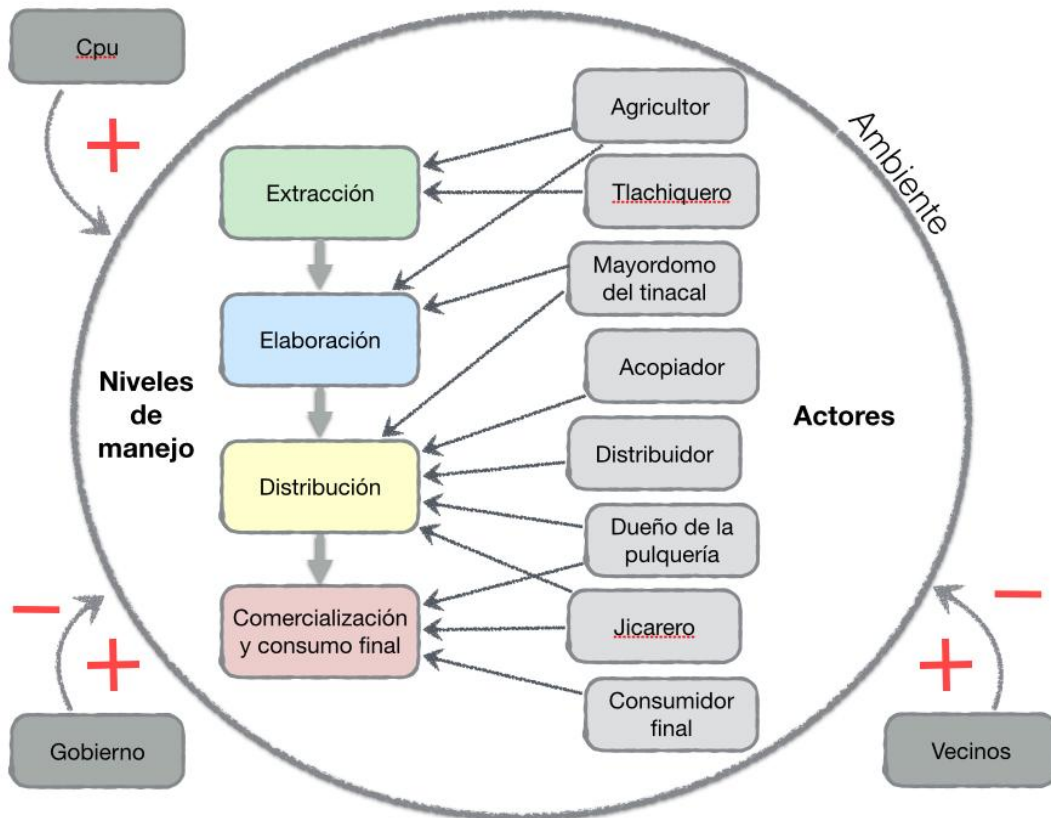 Cpu
+
Ambiente
Agricultor
Extracción
Tlachiquero
Mayordomo
del tinacal
Elaboración
Acopiador
Niveles
de
manejo
Actores
Distribuidor
Distribución
Dueño de la
pulquería
Comercialización
y consumo final
Jicarero
Consumidor
final
−
+
Gobierno
−
+
Vecinos